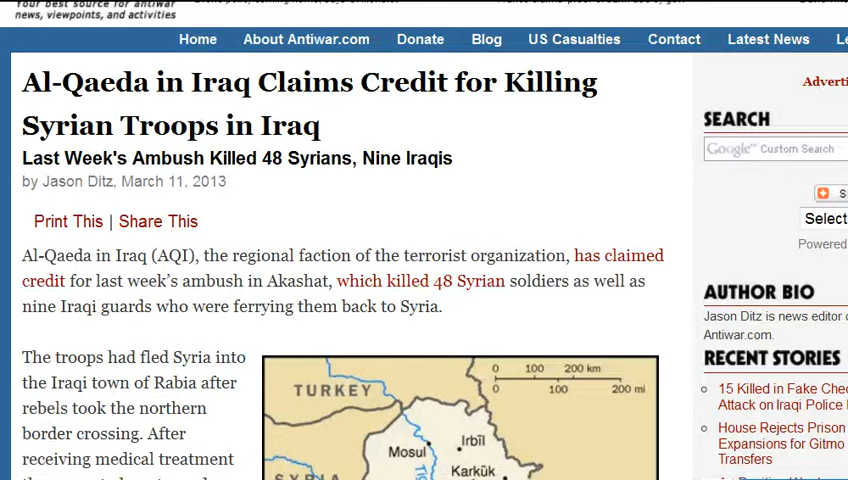 Your best source for antiwar
news, viewpoints, and activities
Home About Antiwar.com Donate Blog US Casualties Contact Latest News
Al-Qaeda in Iraq Claims Credit for Killing
Syrian Troops in Iraq
Last Week's Ambush Killed 48 Syrians, Nine Iraqis
by Jason Ditz, March 11, 2013
Print This | Share This
Al-Qaeda in Iraq (AQI), the regional faction of the terrorist organization, has claimed
credit for last week's ambush in Akashat, which killed 48 Syrian soldiers as well as
nine Iraqi guards who were ferrying them back to Syria.
The troops had fled Syria into
the Iraqi town of Rabia after
rebels took the northern
border crossing. After
receiving medical treatment
0 100 200 km
0 100 200 mi
TURKEY
Irbīl
Mosul
Karkūk
SYRIA
Adverti
SEARCH
Google™ Custom Search
S
Select
Powered
AUTHOR BIO
Jason Ditz is news editor
Antiwar.com.
RECENT STORIES
15 Killed in Fake Chec
Attack on Iraqi Police
House Rejects Prison
Expansions for Gitmo
Transfers